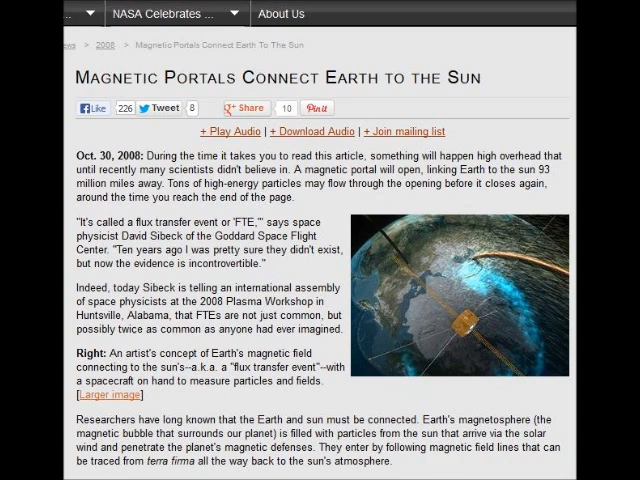 .. NASA Celebrates ... About Us
ews > 2008 > Magnetic Portals Connect Earth To The Sun
MAGNETIC PORTALS CONNECT EARTH TO THE SUN
Like 226 Tweet 8 g+ Share 10 Pin it
+ Play Audio | + Download Audio | + Join mailing list
Oct. 30, 2008: During the time it takes you to read this article, something will happen high overhead that
until recently many scientists didn't believe in. A magnetic portal will open, linking Earth to the sun 93
million miles away. Tons of high-energy particles may flow through the opening before it closes again,
around the time you reach the end of the page.
"It's called a flux transfer event or 'FTE,'" says space
physicist David Sibeck of the Goddard Space Flight
Center. "Ten years ago I was pretty sure they didn't exist,
but now the evidence is incontrovertible."
Indeed, today Sibeck is telling an international assembly
of space physicists at the 2008 Plasma Workshop in
Huntsville, Alabama, that FTEs are not just common, but
possibly twice as common as anyone had ever imagined.
Right: An artist's concept of Earth's magnetic field
connecting to the sun's--a.k.a. a "flux transfer event"--with
a spacecraft on hand to measure particles and fields.
[Larger image]
Researchers have long known that the Earth and sun must be connected. Earth's magnetosphere (the
magnetic bubble that surrounds our planet) is filled with particles from the sun that arrive via the solar
wind and penetrate the planet's magnetic defenses. They enter by following magnetic field lines that can
be traced from terra firma all the way back to the sun's atmosphere.